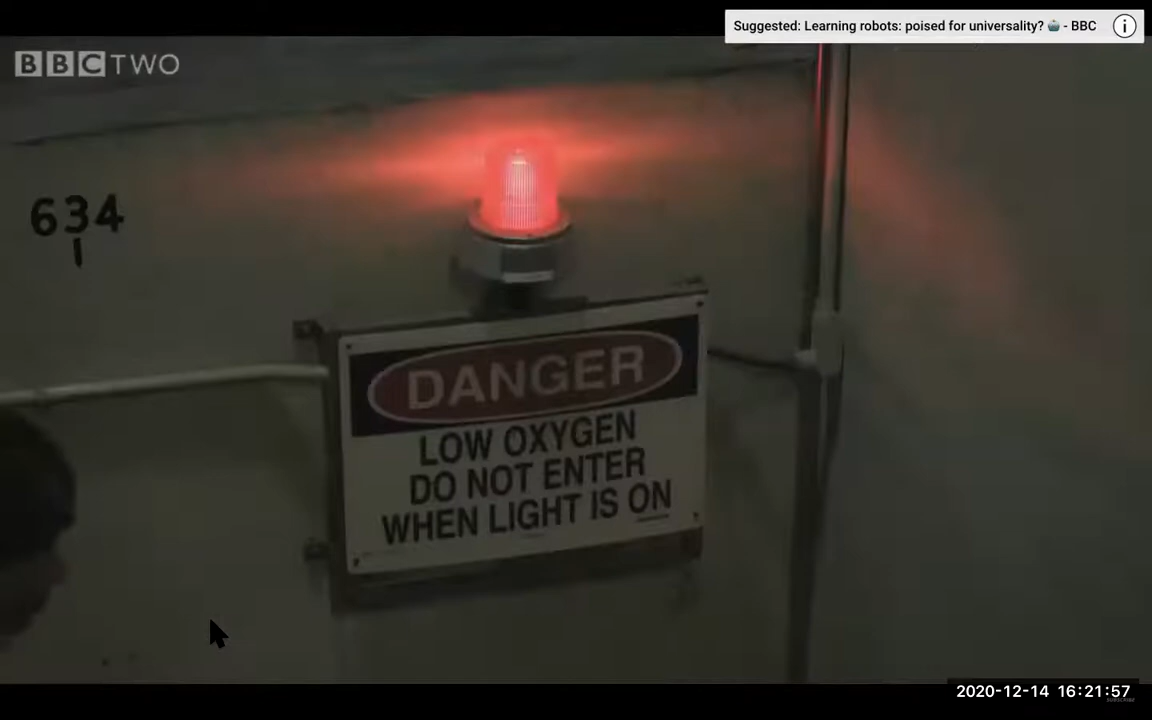 Suggested: Learning robots: poised for universality? 🤖 - BBC
BBC TWO
634
DANGER
LOW OXYGEN
DO NOT ENTER
WHEN LIGHT IS ON
2020-12-14 16:21:57
SUBSCRIBE